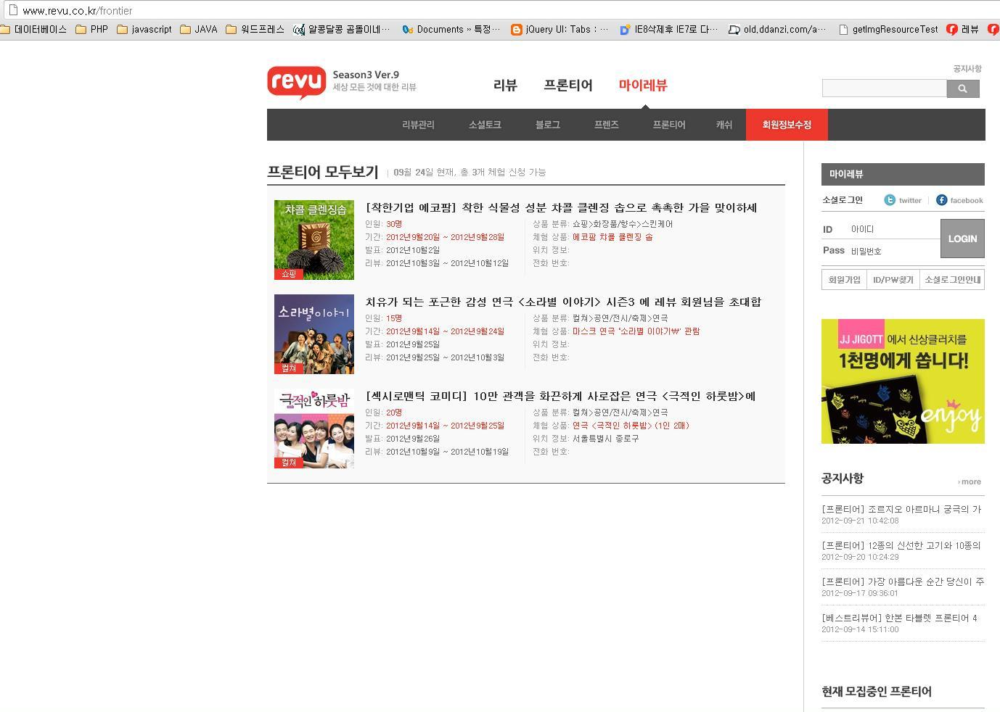 www.revu.co.kr/frontier
데이터베이스 PHP javascript JAVA 워드프레스 알콩달콩 곰돌이네… Documents » 특정… jQuery UI: Tabs : … IE8삭제후 IE7로 다… old.ddanzi.com/a… getImgResourceTest 레뷰
공지사항
revu Season3 Ver.9
세상 모든 것에 대한 리뷰
리뷰 프론티어 마이레뷰
리뷰관리 소셜토크 블로그 프렌즈 프론티어 캐쉬 회원정보수정
프론티어 모두보기 | 09월 24일 현재, 총 3개 체험 신청 가능
챠콜 클렌징솝
쇼핑
[착한기업 에코팜] 착한 식물성 성분 챠콜 클렌징 솝으로 촉촉한 가을 맞이하세
인원: 30명 상품 분류: 쇼핑>화장품/향수>스킨케어
기간: 2012년9월20일 ~ 2012년9월28일 체험 상품: 에코팜 챠콜 클렌징 솝
발표: 2012년10월2일 위치 정보:
리뷰: 2012년10월3일 ~ 2012년10월12일 전화 번호:
소라별이야기
컬쳐
치유가 되는 포근한 감성 연극 <소라별 이야기> 시즌3 에 레뷰 회원님을 초대합
인원: 15명 상품 분류: 컬쳐>공연/전시/축제>연극
기간: 2012년9월14일 ~ 2012년9월24일 체험 상품: 마스크 연극 '소라별 이야기₩' 관람
발표: 2012년9월25일 위치 정보:
리뷰: 2012년9월25일 ~ 2012년10월3일 전화 번호:
극적인하룻밤
컬쳐
[섹시로맨틱 코미디] 10만 관객을 화끈하게 사로잡은 연극 <극적인 하룻밤>에
인원: 20명 상품 분류: 컬쳐>공연/전시/축제>연극
기간: 2012년9월14일 ~ 2012년9월25일 체험 상품: 연극 <극적인 하룻밤> (1인 2매)
발표: 2012년9월26일 위치 정보: 서울특별시 종로구
리뷰: 2012년10월9일 ~ 2012년10월19일 전화 번호:
마이레뷰
소셜로그인 twitter | facebook
ID 아이디
Pass 비밀번호
LOGIN
회원가입 ID/PW찾기 소셜로그인안내
JJ JIGOTT 에서 신상클러치를
1천명에게 쏩니다!
enjoy
공지사항 › more
[프론티어] 조르지오 아르마니 궁극의 가
2012-09-21 10:42:08
[프론티어] 12종의 신선한 고기와 10종의
2012-09-20 10:24:29
[프론티어] 가장 아름다운 순간 당신이 주
2012-09-17 09:36:01
[베스트리뷰어] 한본 타블렛 프론티어 4
2012-09-14 15:11:00
현재 모집중인 프론티어